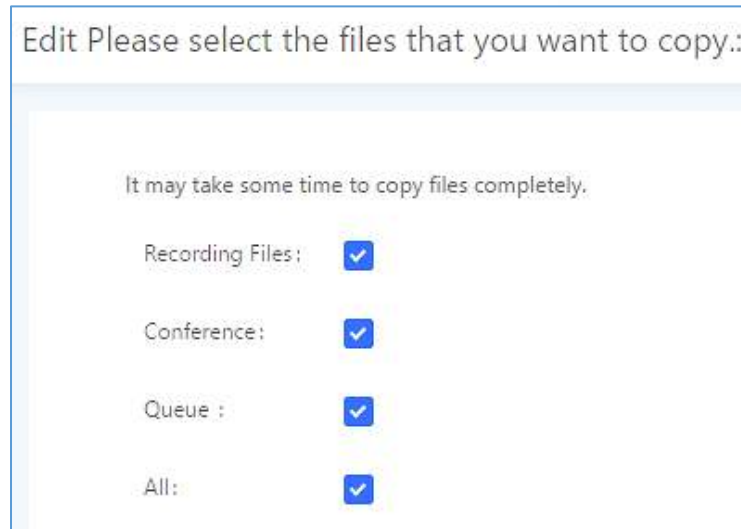 Edit Please select the files that you want to copy.:
It may take some time to copy files completely.
Recording Files:
Conference:
Queue :
All: